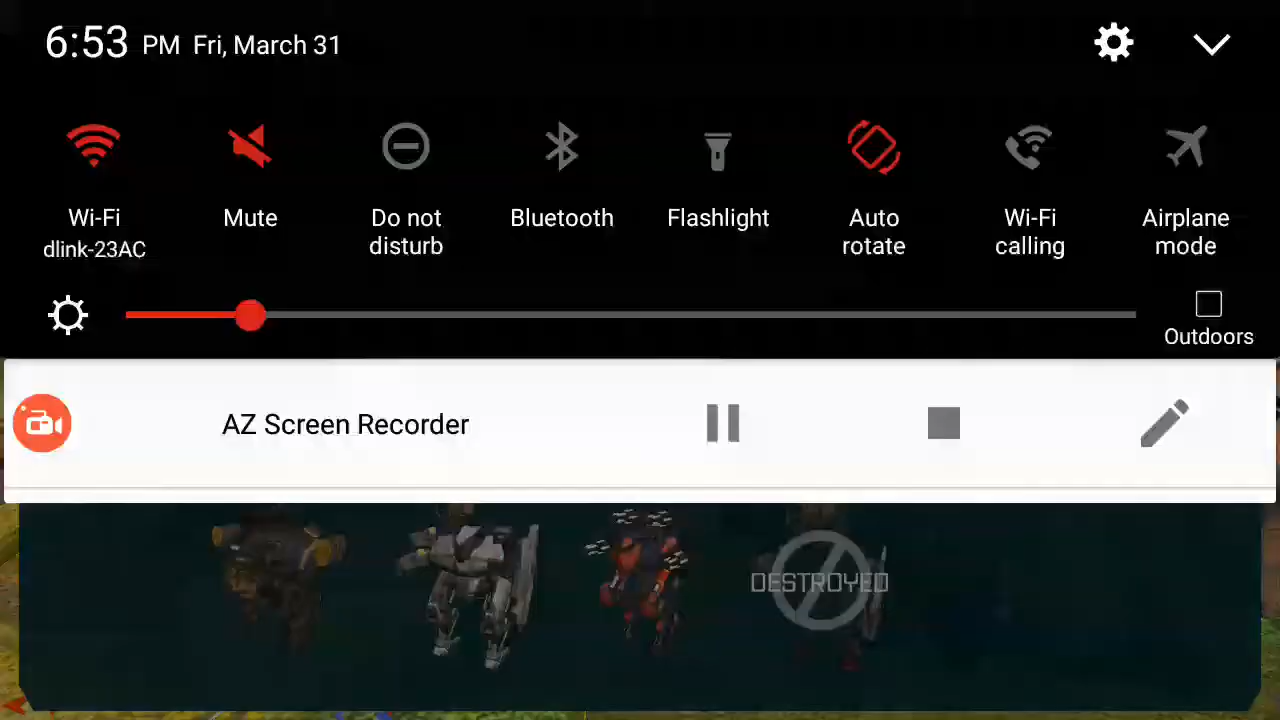 6:53 PM Fri, March 31
Wi-Fi
dlink-23AC
Mute
Do not
disturb
Bluetooth
Flashlight
Auto
rotate
Wi-Fi
calling
Airplane
mode
Outdoors
AZ Screen Recorder
DESTROYED